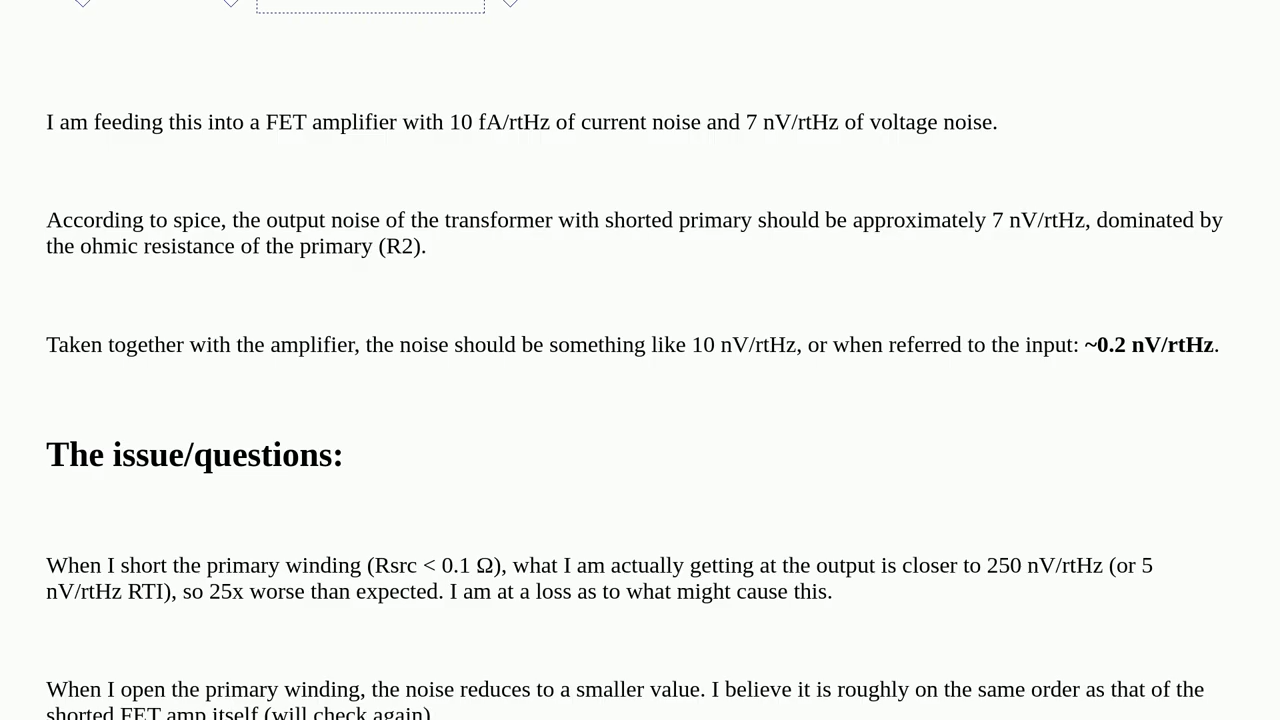 I am feeding this into a FET amplifier with 10 fA/rtHz of current noise and 7 nV/rtHz of voltage noise.
According to spice, the output noise of the transformer with shorted primary should be approximately 7 nV/rtHz, dominated by
the ohmic resistance of the primary (R2).
Taken together with the amplifier, the noise should be something like 10 nV/rtHz, or when referred to the input: ~0.2 nV/rtHz.
The issue/questions:
When I short the primary winding (Rsrc < 0.1 Ω), what I am actually getting at the output is closer to 250 nV/rtHz (or 5
nV/rtHz RTI), so 25x worse than expected. I am at a loss as to what might cause this.
When I open the primary winding, the noise reduces to a smaller value. I believe it is roughly on the same order as that of the
shorted FET amp itself (will check again)